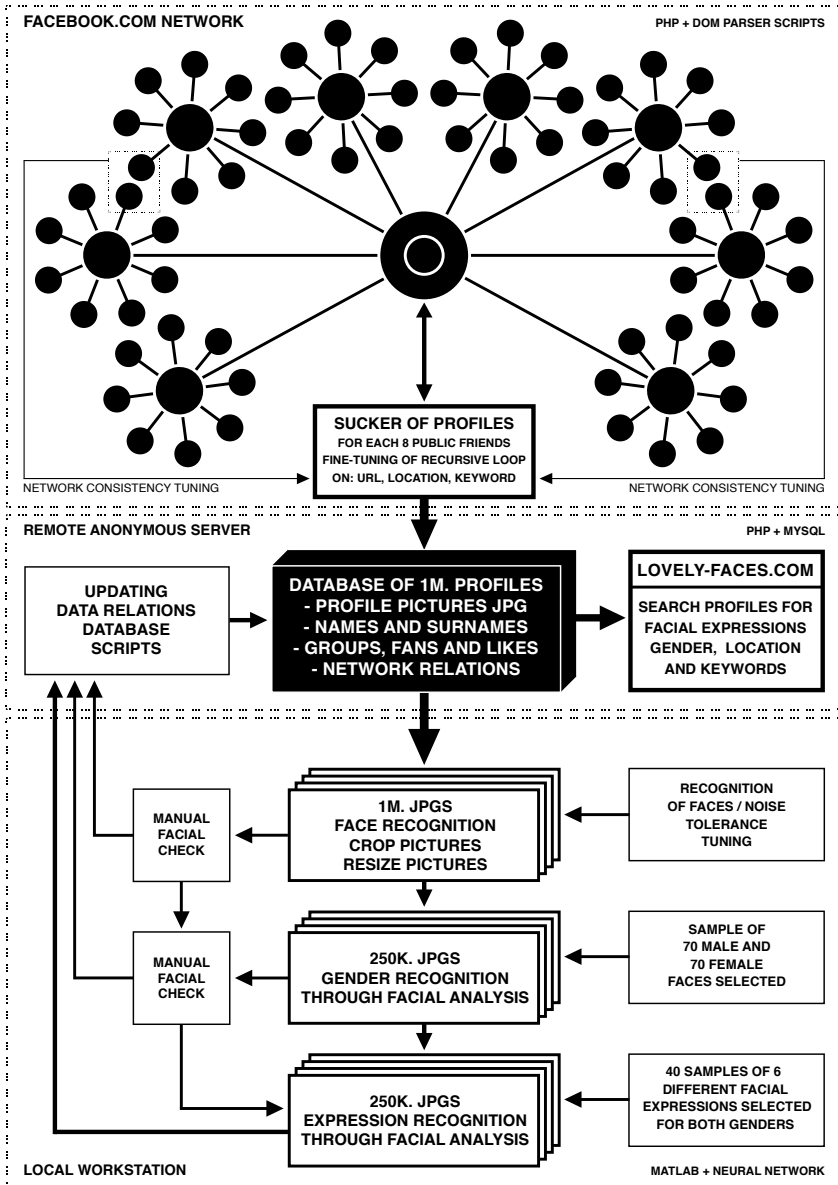 FACEBOOK.COM NETWORK
PHP + DOM PARSER SCRIPTS
SUCKER OF PROFILES
FOR EACH 8 PUBLIC FRIENDS
FINE-TUNING OF RECURSIVE LOOP
ON: URL, LOCATION, KEYWORD
NETWORK CONSISTENCY TUNING
NETWORK CONSISTENCY TUNING
REMOTE ANONYMOUS SERVER
PHP + MYSQL
UPDATING
DATA RELATIONS
DATABASE
SCRIPTS
DATABASE OF 1M. PROFILES
- PROFILE PICTURES JPG
- NAMES AND SURNAMES
- GROUPS, FANS AND LIKES
- NETWORK RELATIONS
LOVELY-FACES.COM
SEARCH PROFILES FOR
FACIAL EXPRESSIONS
GENDER, LOCATION
AND KEYWORDS
MANUAL
FACIAL
CHECK
1M. JPGS
FACE RECOGNITION
CROP PICTURES
RESIZE PICTURES
RECOGNITION
OF FACES / NOISE
TOLERANCE
TUNING
MANUAL
FACIAL
CHECK
250K. JPGS
GENDER RECOGNITION
THROUGH FACIAL ANALYSIS
SAMPLE OF
70 MALE AND
70 FEMALE
FACES SELECTED
250K. JPGS
EXPRESSION RECOGNITION
THROUGH FACIAL ANALYSIS
40 SAMPLES OF 6
DIFFERENT FACIAL
EXPRESSIONS SELECTED
FOR BOTH GENDERS
LOCAL WORKSTATION
MATLAB + NEURAL NETWORK